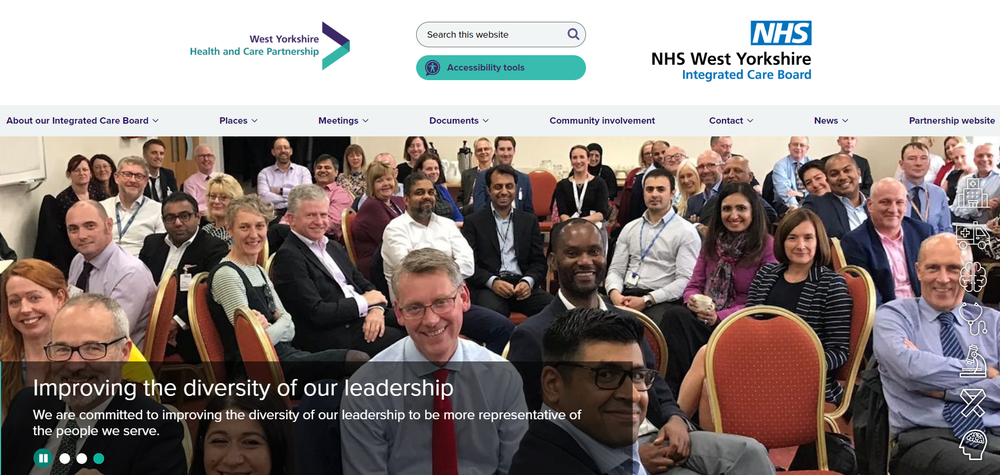 West Yorkshire
Health and Care Partnership
Search this website
Accessibility tools
NHS
NHS West Yorkshire
Integrated Care Board
About our Integrated Care Board
Places
Meetings
Documents
Community involvement
Contact
News
Partnership website
Improving the diversity of our leadership
We are committed to improving the diversity of our leadership to be more representative of
the people we serve.